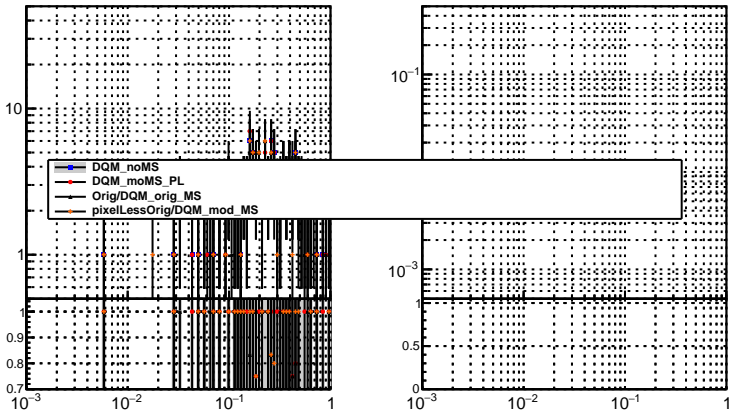 10
1
1
0.9
0.8
0.7
10⁻³ 10⁻² 10⁻¹ 1
DQM_noMS
DQM_moMS_PL
Orig/DQM_orig_MS
pixelLessOrig/DQM_mod_MS
10⁻¹
10⁻³
1
0.5
0
10⁻³ 10⁻² 10⁻¹ 1